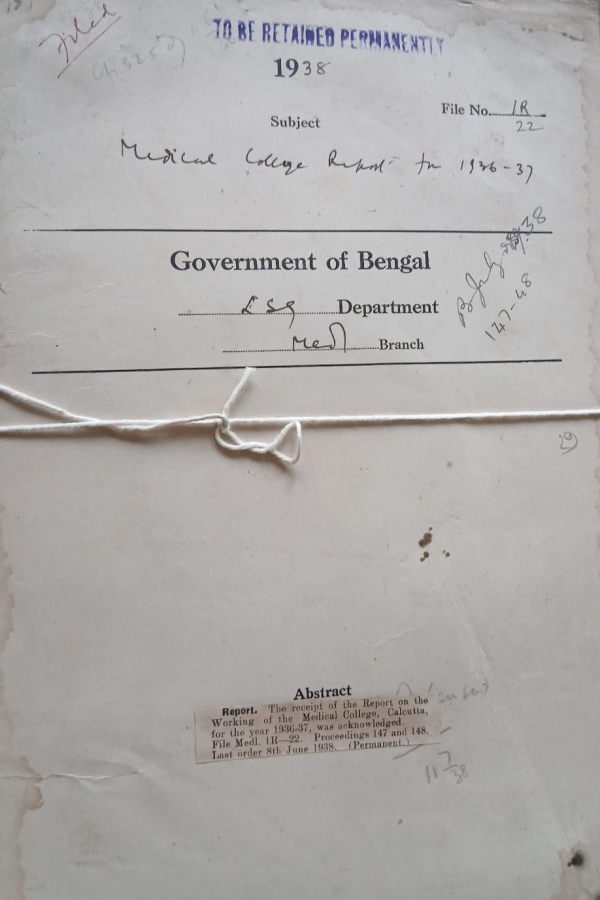 Filed
TO BE RETAINED PERMANENTLY
1938
File No. 1R
22
Subject
Medical College Report for 1936-37
Government of Bengal
LSG Department
Medl Branch
147-48
29
Abstract
Report. The receipt of the Report on the
Working of the Medical College, Calcutta,
for the year 1936-37, was acknowledged.
File Medl. 1R—22. Proceedings 147 and 148.
Last order 8th June 1938. (Permanent.)